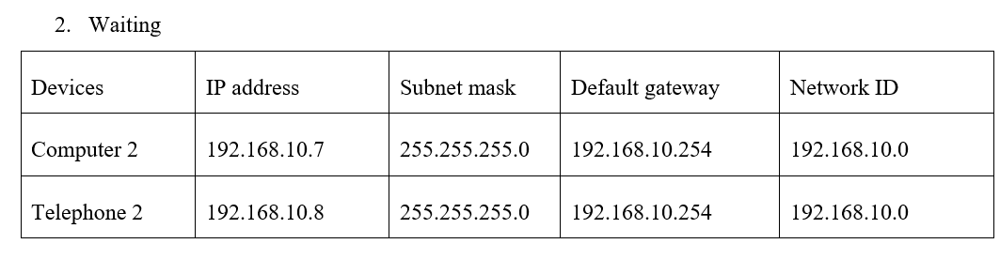 2. Waiting
Devices IP address Subnet mask Default gateway Network ID
Computer 2 192.168.10.7 255.255.255.0 192.168.10.254 192.168.10.0
Telephone 2 192.168.10.8 255.255.255.0 192.168.10.254 192.168.10.0